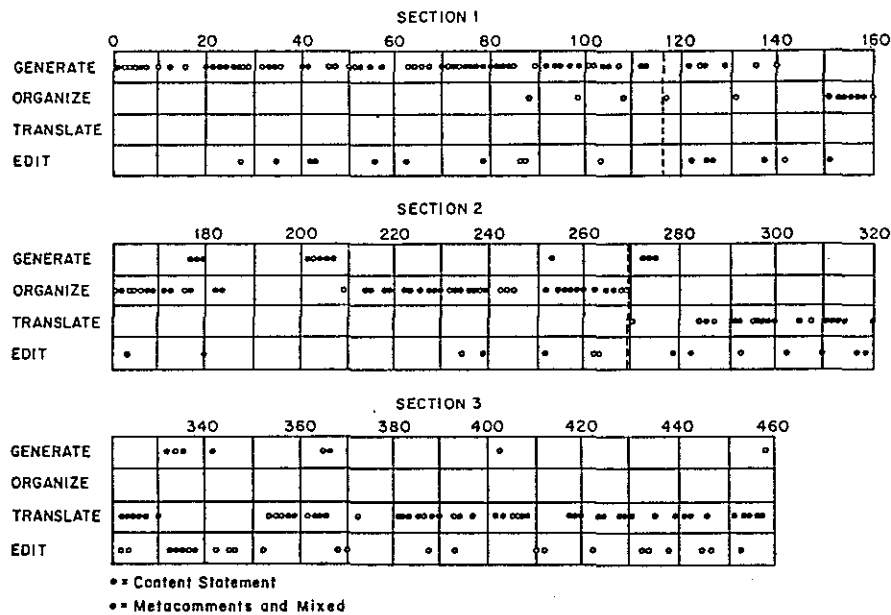 SECTION 1
0 20 40 60 80 100 120 140 160
GENERATE
ORGANIZE
TRANSLATE
EDIT
SECTION 2
180 200 220 240 260 280 300 320
GENERATE
ORGANIZE
TRANSLATE
EDIT
SECTION 3
340 360 380 400 420 440 460
GENERATE
ORGANIZE
TRANSLATE
EDIT
• = Content Statement
• = Metacomments and Mixed